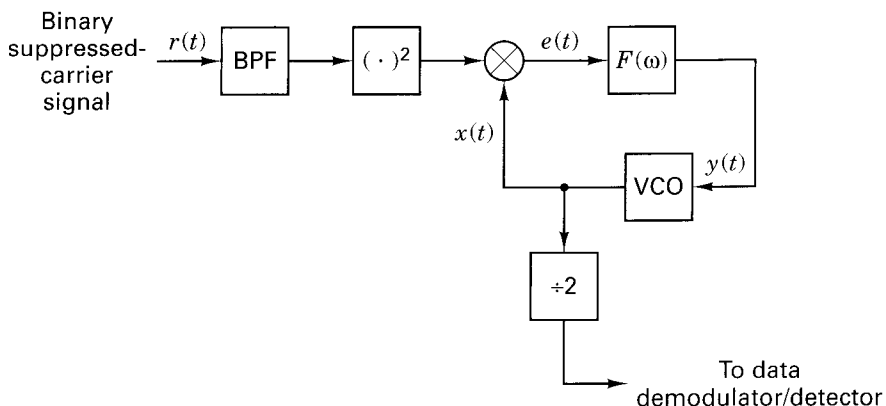 Binary
suppressed-
carrier
signal
r(t)
BPF
( · )²
e(t)
F(ω)
x(t)
y(t)
VCO
÷2
To data
demodulator/detector